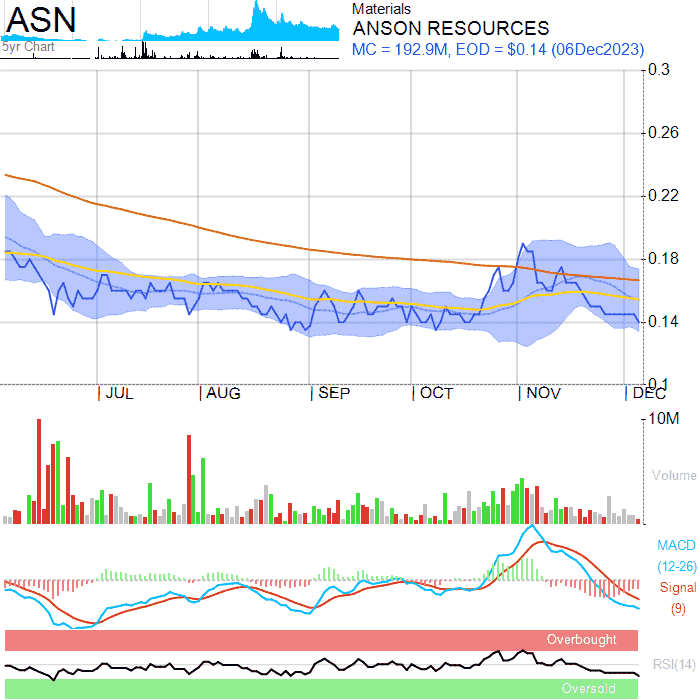 ASN
5yr Chart
Materials
ANSON RESOURCES
MC = 192.9M, EOD = $0.14 (06Dec2023)
0.3
0.26
0.22
0.18
0.14
0.1
JUL
AUG
SEP
OCT
NOV
DEC
10M
Volume
MACD
(12-26)
Signal
(9)
Overbought
RSI(14)
Oversold